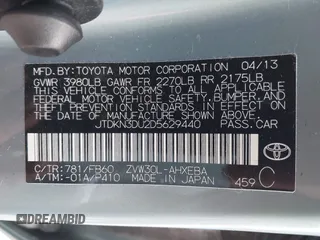 MFD.BY:TOYOTA MOTOR CORPORATION 04/13
GVWR 3980LB GAWR FR 2270LB RR 2175LB
THIS VEHICLE CONFORMS TO ALL APPLICABLE
FEDERAL MOTOR VEHICLE SAFETY, BUMPER, AND
THEFT PREVENTION STANDARDS IN EFFECT ON
THE DATE OF MANUFACTURE SHOWN ABOVE.
JTDKN3DU2D5629440 PASS.CAR
C/TR:781/FB60 ZVW30L-AHXEBA
A/TM:-01A/P410 MADE IN JAPAN 459 C
TOYOTA
DREAMBID